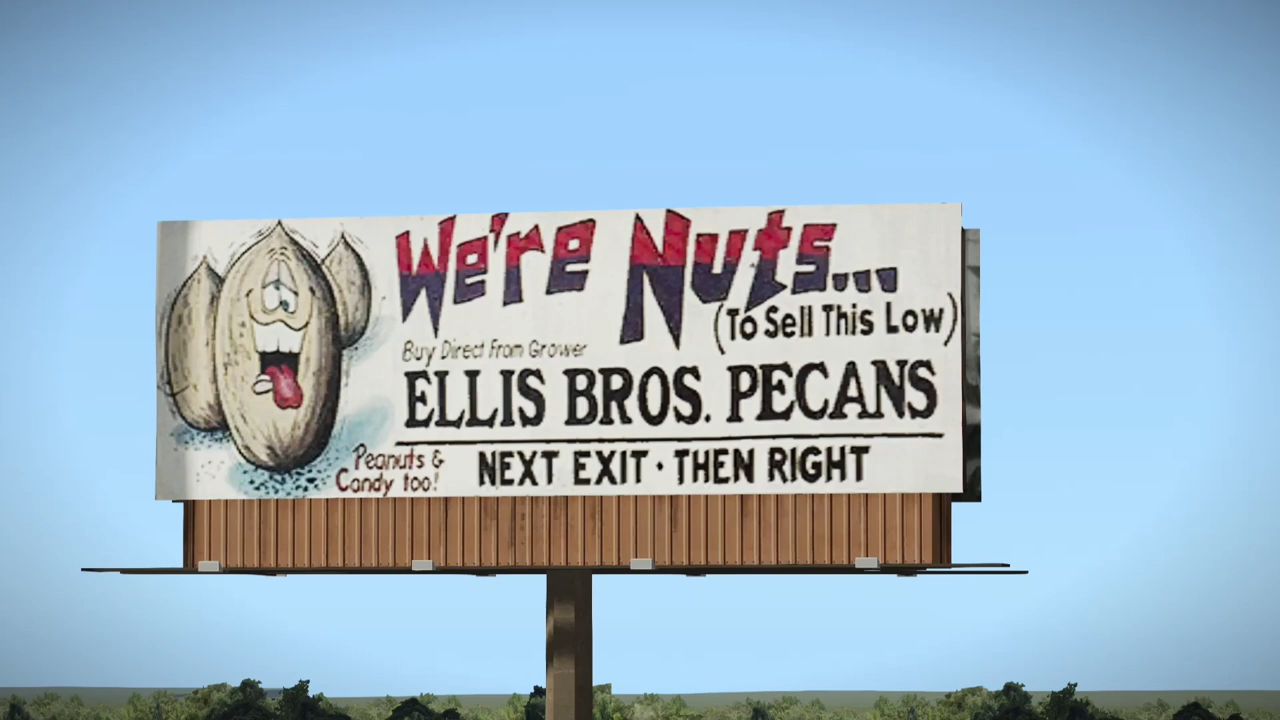 We're Nuts...
(To Sell This Low)
Buy Direct From Grower
ELLIS BROS. PECANS
Peanuts &
Candy too!
NEXT EXIT · THEN RIGHT